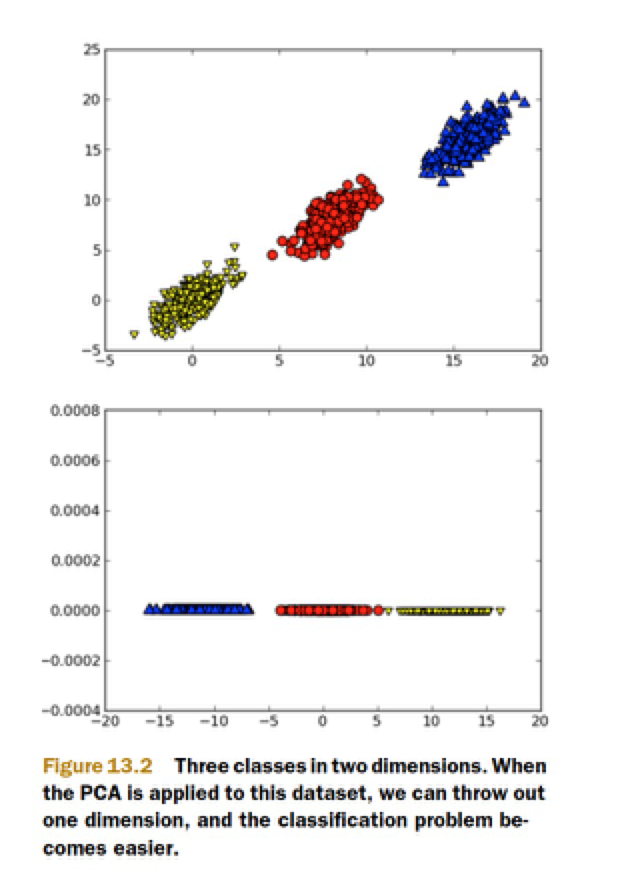 25
20
15
10
5
0
−5
−5 0 5 10 15 20
0.0008
0.0006
0.0004
0.0002
0.0000
−0.0002
−0.0004
−20 −15 −10 −5 0 5 10 15 20
Figure 13.2 Three classes in two dimensions. When
the PCA is applied to this dataset, we can throw out
one dimension, and the classification problem be-
comes easier.